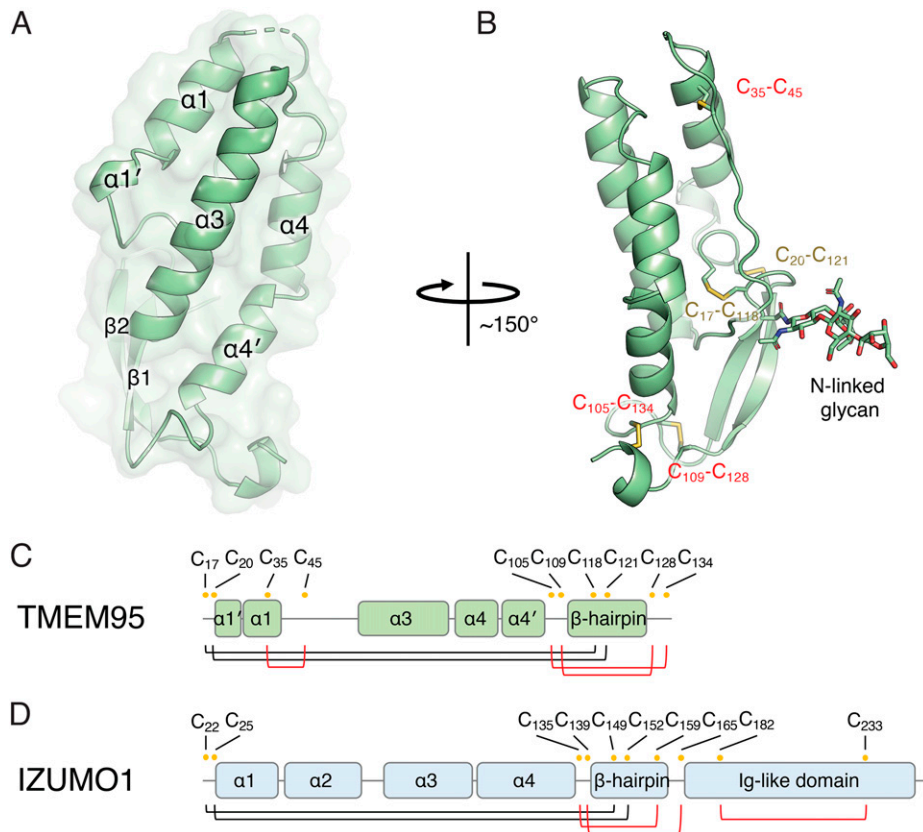 A
B
α1
α1′
α3
α4
α4′
β2
β1
~150°
C₃₅–C₄₅
C₂₀–C₁₂₁
C₁₇–C₁₁₈
C₁₀₅–C₁₃₄
C₁₀₉–C₁₂₈
N-linked
glycan
C
C₁₇ C₂₀ C₃₅ C₄₅ C₁₀₅ C₁₀₉ C₁₁₈ C₁₂₁ C₁₂₈ C₁₃₄
TMEM95
α1′ α1 α3 α4 α4′ β-hairpin
D
C₂₂ C₂₅ C₁₃₅ C₁₃₉ C₁₄₉ C₁₅₂ C₁₅₉ C₁₆₅ C₁₈₂ C₂₃₃
IZUMO1
α1 α2 α3 α4 β-hairpin Ig-like domain